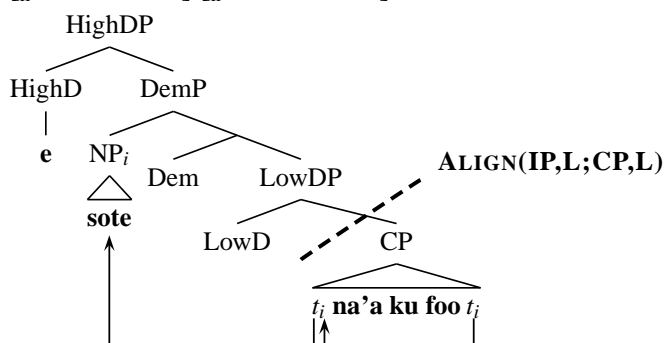 HighDP
HighD DemP
e NPᵢ Dem LowDP ALIGN(IP,L;CP,L)
sote LowD CP
tᵢ na'a ku foo tᵢ